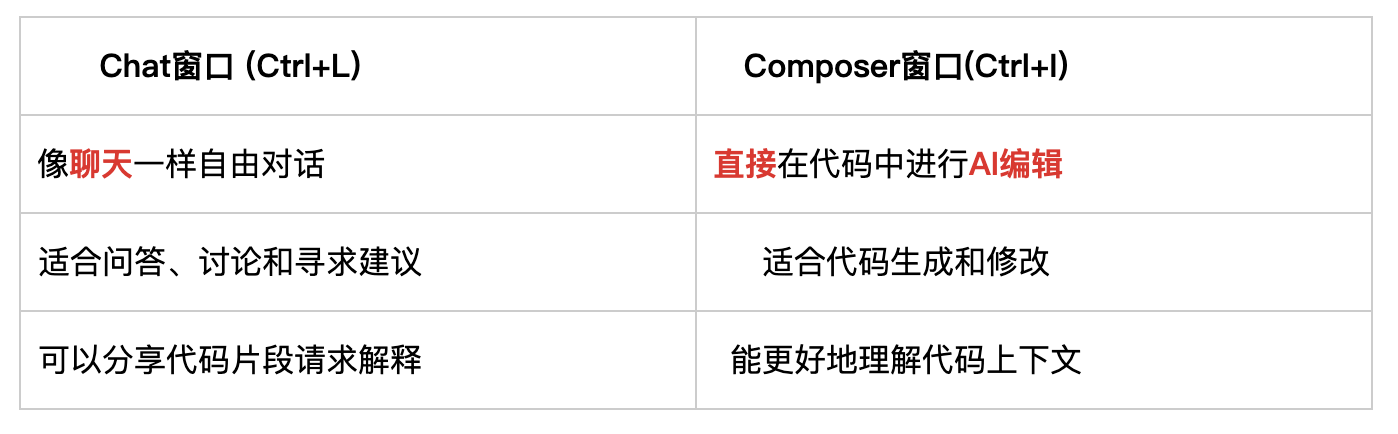 Chat窗口 (Ctrl+L)
Composer窗口(Ctrl+I)
像聊天一样自由对话
直接在代码中进行AI编辑
适合问答、讨论和寻求建议
适合代码生成和修改
可以分享代码片段请求解释
能更好地理解代码上下文